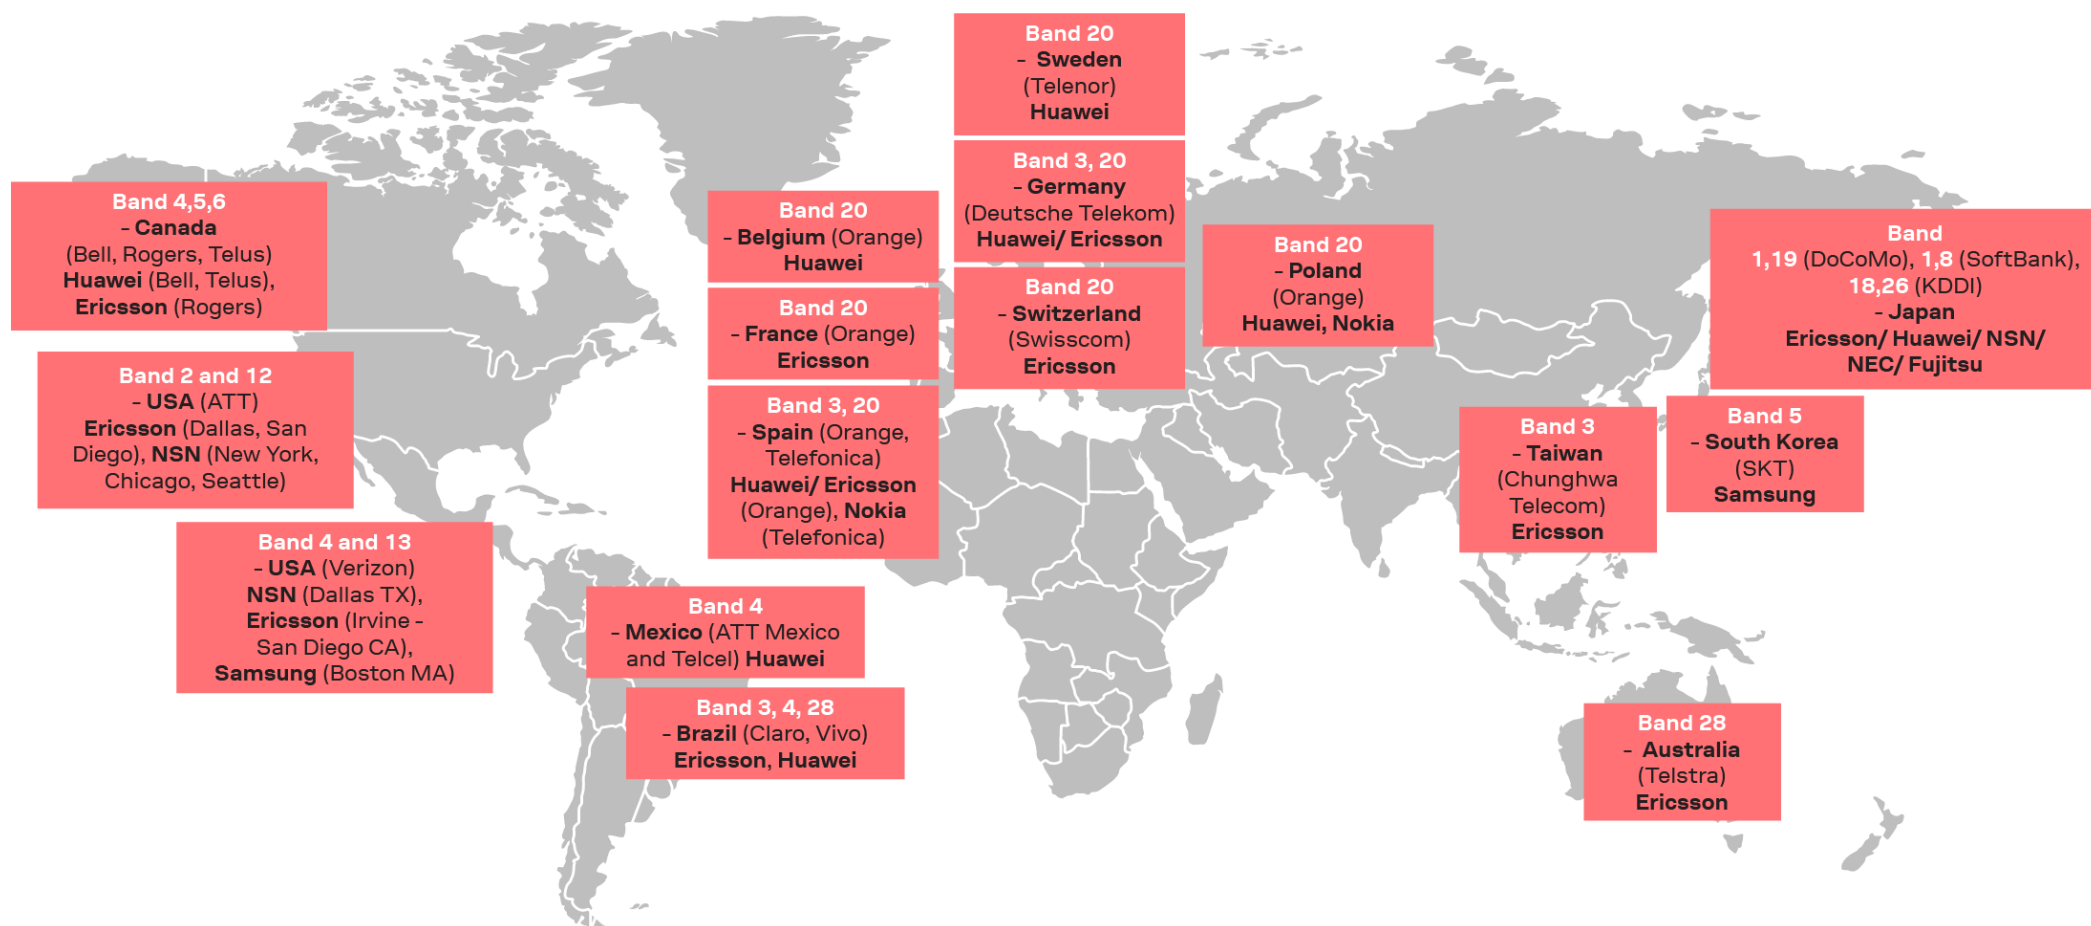 Band 20
- Sweden
(Telenor)
Huawei
Band 3, 20
- Germany
(Deutsche Telekom)
Huawei/ Ericsson
Band 4,5,6
- Canada
(Bell, Rogers, Telus)
Huawei (Bell, Telus),
Ericsson (Rogers)
Band 20
- Belgium (Orange)
Huawei
Band 20
- Poland
(Orange)
Huawei, Nokia
Band
1,19 (DoCoMo), 1,8 (SoftBank),
18,26 (KDDI)
- Japan
Ericsson/ Huawei/ NSN/
NEC/ Fujitsu
Band 20
- France (Orange)
Ericsson
Band 20
- Switzerland
(Swisscom)
Ericsson
Band 2 and 12
- USA (ATT)
Ericsson (Dallas, San
Diego), NSN (New York,
Chicago, Seattle)
Band 3, 20
- Spain (Orange,
Telefonica)
Huawei/ Ericsson
(Orange), Nokia
(Telefonica)
Band 3
- Taiwan
(Chunghwa
Telecom)
Ericsson
Band 5
- South Korea
(SKT)
Samsung
Band 4 and 13
- USA (Verizon)
NSN (Dallas TX),
Ericsson (Irvine -
San Diego CA),
Samsung (Boston MA)
Band 4
- Mexico (ATT Mexico
and Telcel) Huawei
Band 3, 4, 28
- Brazil (Claro, Vivo)
Ericsson, Huawei
Band 28
- Australia
(Telstra)
Ericsson